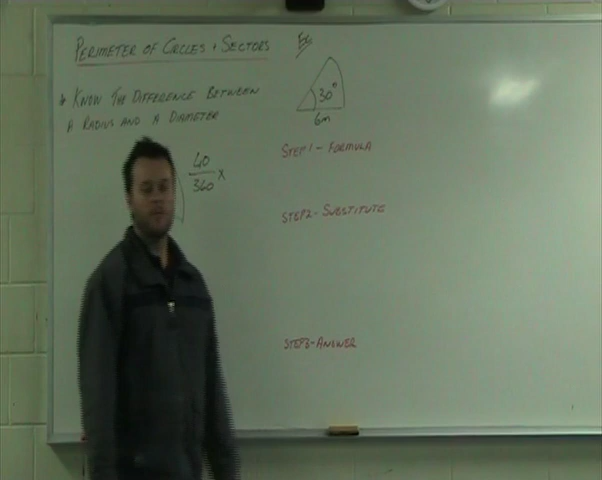 PERIMETER OF CIRCLES + SECTORS
KNOW THE DIFFERENCE BETWEEN
A RADIUS AND A DIAMETER
40
360 x
Ex
30°
6m
STEP 1 - FORMULA
STEP 2 - SUBSTITUTE
STEP 3 - ANSWER